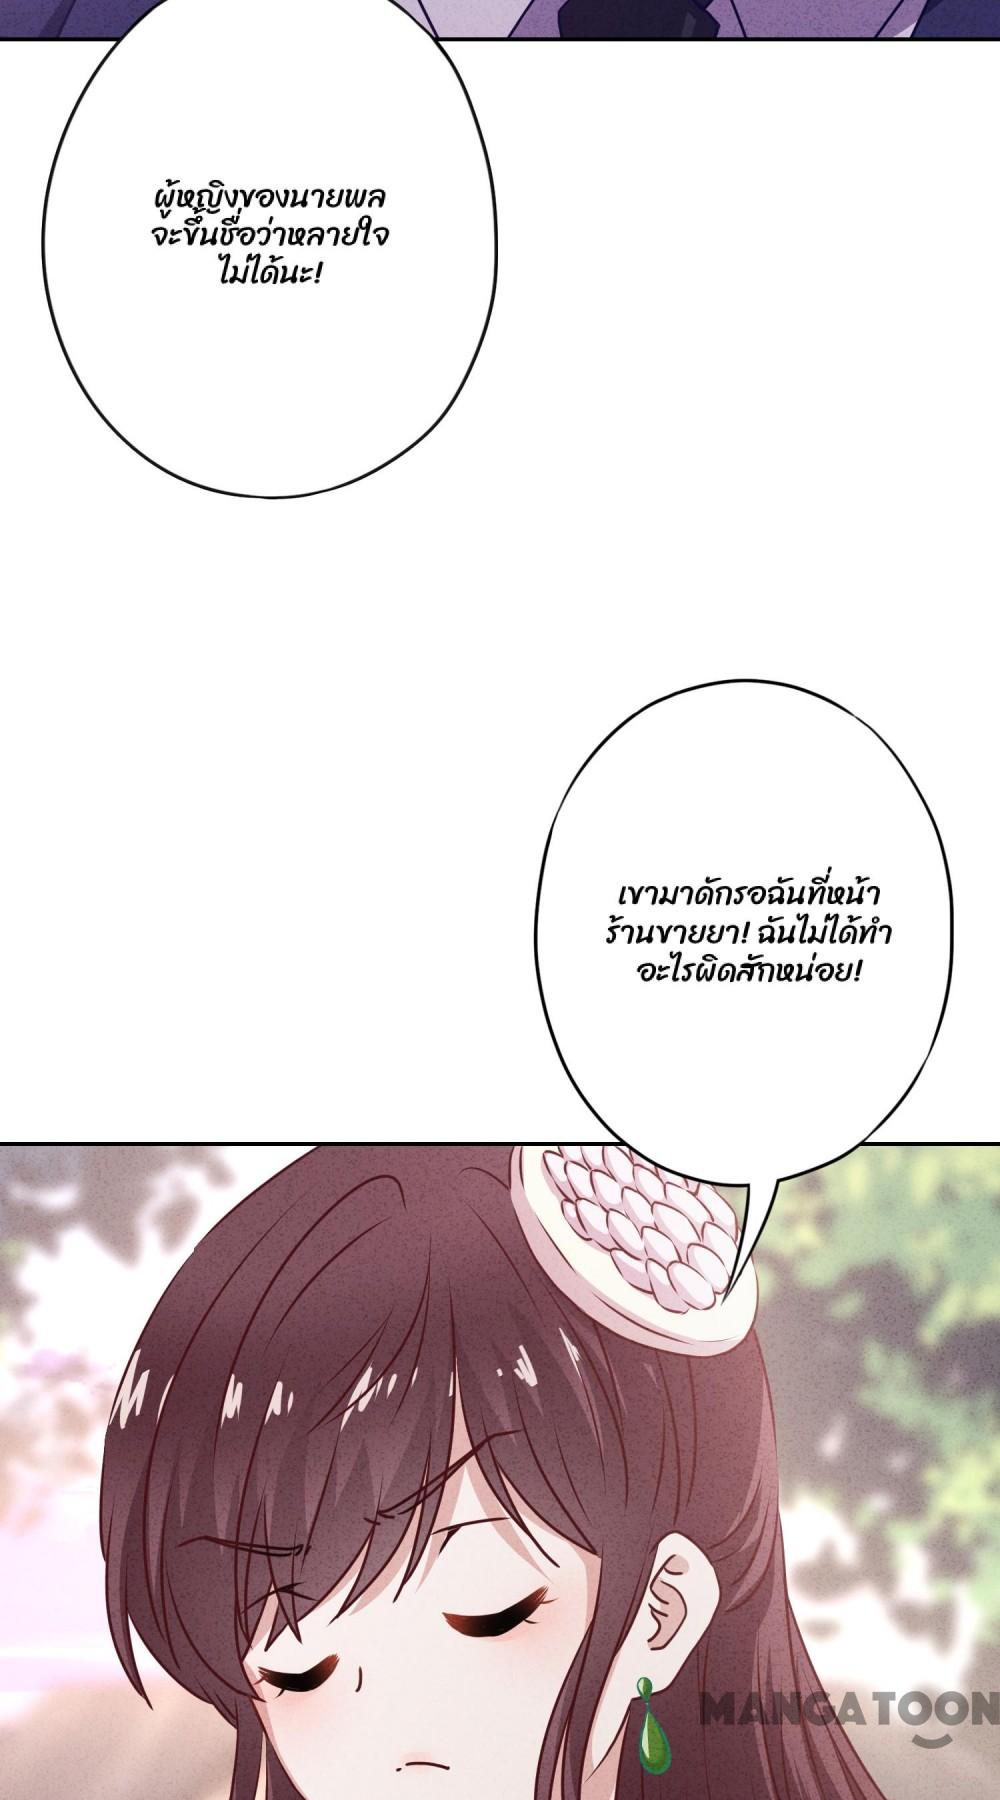 ผู้หญิงของนายพล
จะขึ้นชื่อว่าหลายใจ
ไม่ได้นะ!
เขามาดักรอฉันที่หน้า
ร้านขายยา! ฉันไม่ได้ทำ
อะไรผิดสักหน่อย!
MANGATOON